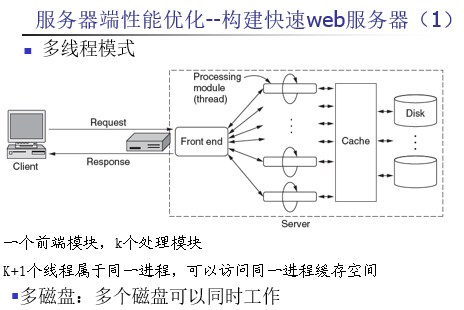 服务器端性能优化--构建快速web服务器（1）
多线程模式
Processing
module
(thread)
Request
Front end
Disk
Cache
Response
Client
Server
一个前端模块，k个处理模块
K+1个线程属于同一进程，可以访问同一进程缓存空间
多磁盘：多个磁盘可以同时工作